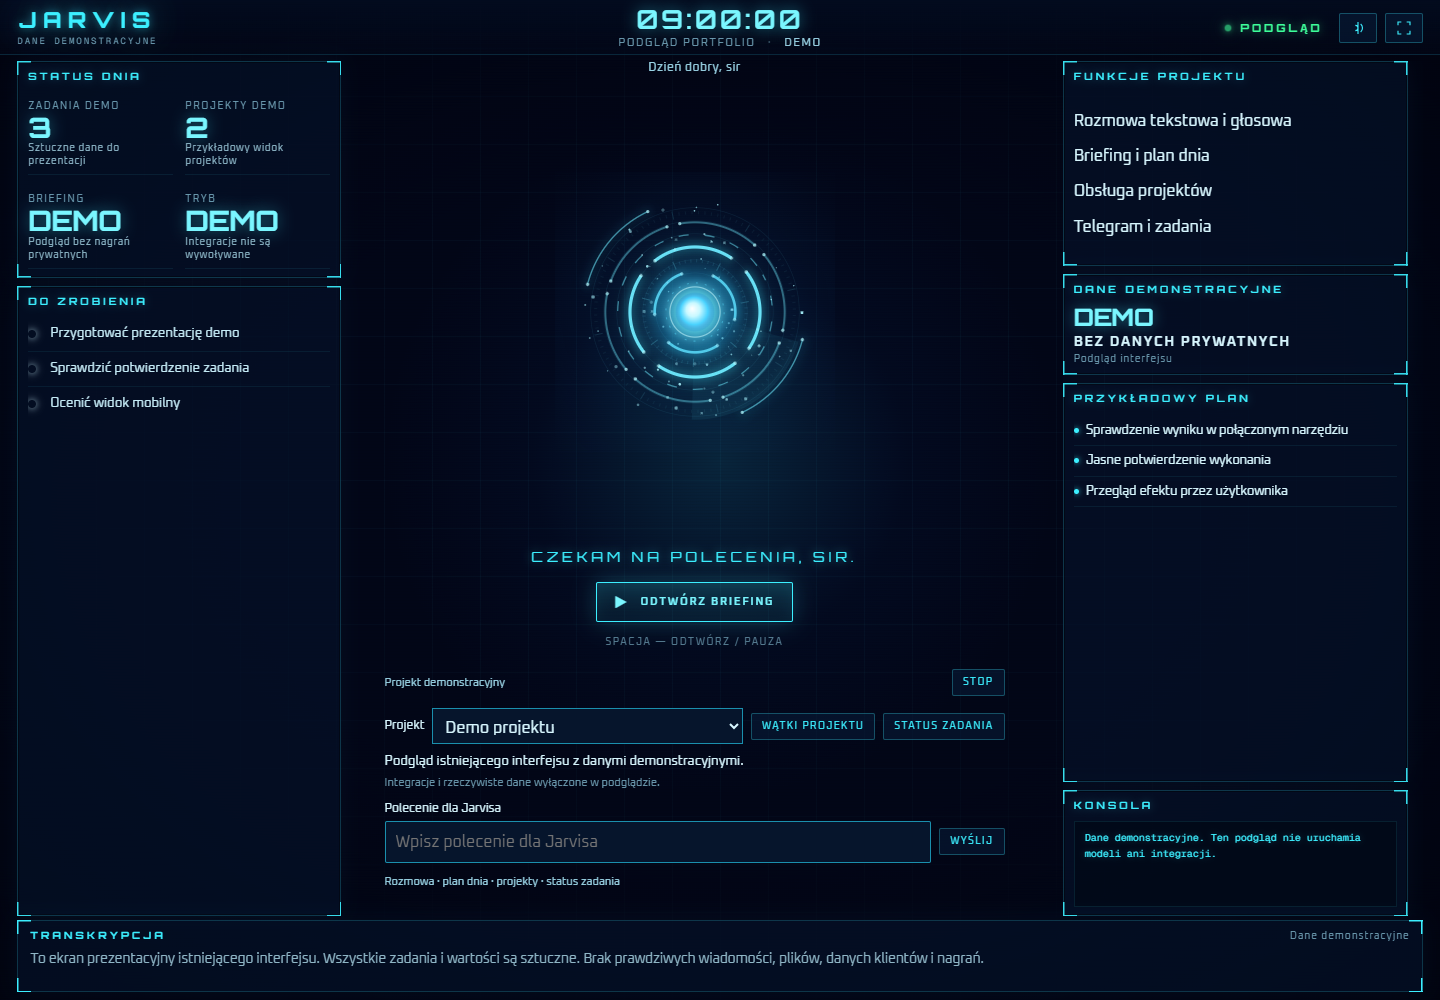 JARVIS
DANE DEMONSTRACYJNE
09:00:00
PODGLĄD PORTFOLIO · DEMO
PODGLĄD
Dzień dobry, sir
STATUS DNIA
ZADANIA DEMO
3
Sztuczne dane do
prezentacji
PROJEKTY DEMO
2
Przykładowy widok
projektów
BRIEFING
DEMO
Podgląd bez nagrań
prywatnych
TRYB
DEMO
Integracje nie są
wywoływane
DO ZROBIENIA
Przygotować prezentację demo
Sprawdzić potwierdzenie zadania
Ocenić widok mobilny
CZEKAM NA POLECENIA, SIR.
ODTWÓRZ BRIEFING
SPACJA — ODTWÓRZ / PAUZA
Projekt demonstracyjny
STOP
Projekt
Demo projektu
WĄTKI PROJEKTU
STATUS ZADANIA
Podgląd istniejącego interfejsu z danymi demonstracyjnymi.
Integracje i rzeczywiste dane wyłączone w podglądzie.
Polecenie dla Jarvisa
Wpisz polecenie dla Jarvisa
WYŚLIJ
Rozmowa · plan dnia · projekty · status zadania
FUNKCJE PROJEKTU
Rozmowa tekstowa i głosowa
Briefing i plan dnia
Obsługa projektów
Telegram i zadania
DANE DEMONSTRACYJNE
DEMO
BEZ DANYCH PRYWATNYCH
Podgląd interfejsu
PRZYKŁADOWY PLAN
Sprawdzenie wyniku w połączonym narzędziu
Jasne potwierdzenie wykonania
Przegląd efektu przez użytkownika
KONSOLA
Dane demonstracyjne. Ten podgląd nie uruchamia
modeli ani integracji.
TRANSKRYPCJA
Dane demonstracyjne
To ekran prezentacyjny istniejącego interfejsu. Wszystkie zadania i wartości są sztuczne. Brak prawdziwych wiadomości, plików, danych klientów i nagrań.